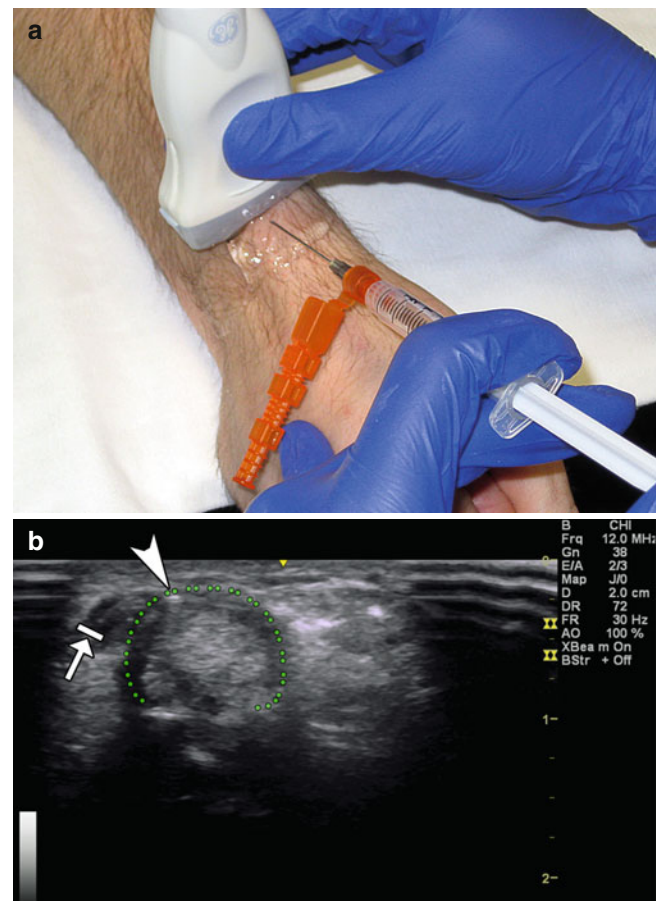 a
b
B CHI
Frq 12.0 MHz
Gn 38
E/A 2/3
Map J/0
D 2.0 cm
DR 72
FR 30 Hz
AO 100 %
XBeam On
BStr + Off
1
2